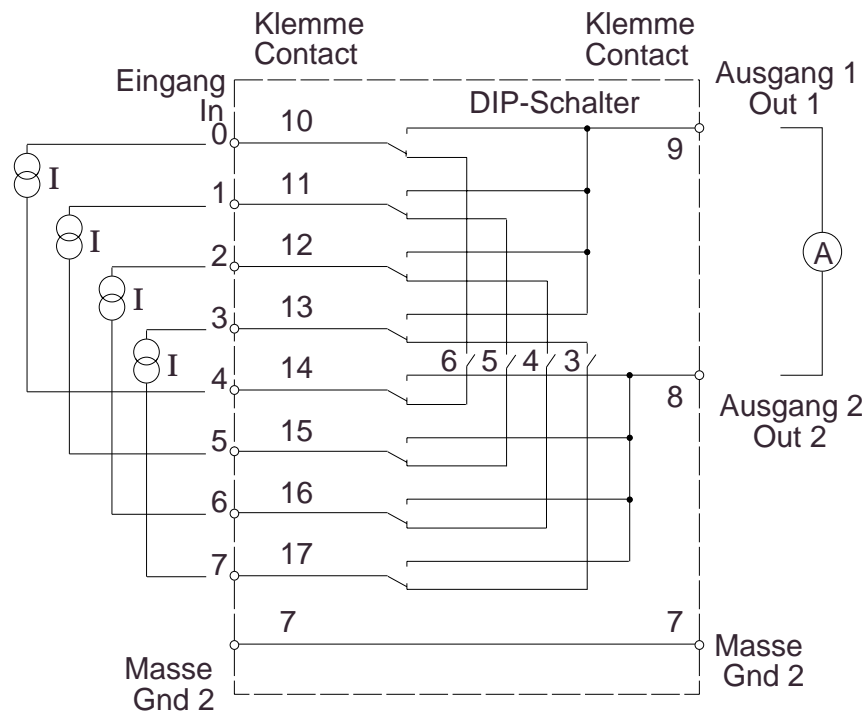 Klemme
Contact
Klemme
Contact
Eingang
In
DIP-Schalter
Ausgang 1
Out 1
0
10
9
I
1
11
I
2
12
A
I
3
13
I
6
5
4
3
4
14
8
Ausgang 2
Out 2
5
15
6
16
7
17
7
7
Masse
Gnd 2
Masse
Gnd 2